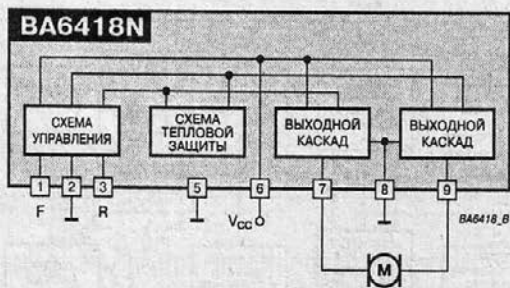 BA6418N
СХЕМА
УПРАВЛЕНИЯ
СХЕМА
ТЕПЛОВОЙ
ЗАЩИТЫ
ВЫХОДНОЙ
КАСКАД
ВЫХОДНОЙ
КАСКАД
1 2 3 5 6 7 8 9
F R VCC BA6418_B
M